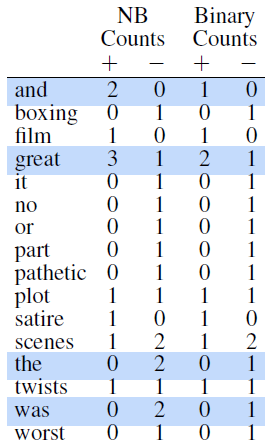 NB Binary
Counts Counts
+ − + −
and 2 0 1 0
boxing 0 1 0 1
film 1 0 1 0
great 3 1 2 1
it 0 1 0 1
no 0 1 0 1
or 0 1 0 1
part 0 1 0 1
pathetic 0 1 0 1
plot 1 1 1 1
satire 1 0 1 0
scenes 1 2 1 2
the 0 2 0 1
twists 1 1 1 1
was 0 2 0 1
worst 0 1 0 1